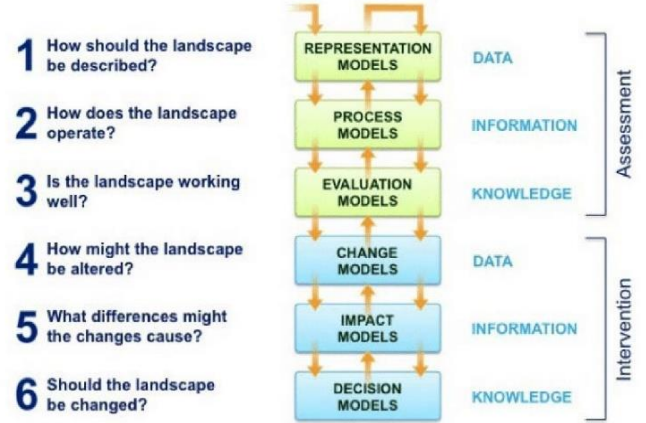 1 How should the landscape
be described?
REPRESENTATION
MODELS
DATA
2 How does the landscape
operate?
PROCESS
MODELS
INFORMATION
3 Is the landscape working
well?
EVALUATION
MODELS
KNOWLEDGE
Assessment
4 How might the landscape
be altered?
CHANGE
MODELS
DATA
5 What differences might
the changes cause?
IMPACT
MODELS
INFORMATION
6 Should the landscape
be changed?
DECISION
MODELS
KNOWLEDGE
Intervention